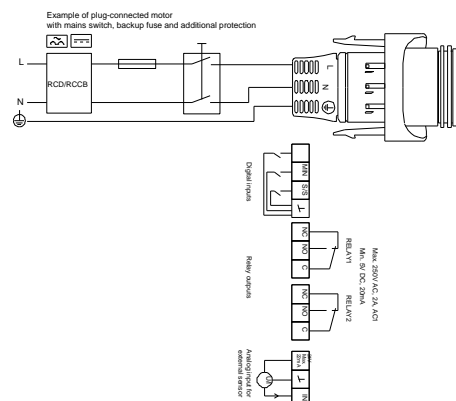 Example of plug-connected motor
with mains switch, backup fuse and additional protection
L
RCD/RCCB
N
L
N
Digital inputs
MIN
S/S
Relay outputs
NC
NO
C
RELAY1
Max. 250V AC, 2A, AC1
Min. 5V DC, 20mA
NC
NO
C
RELAY2
Analog input for
external sensor
Max.
22mA
IN